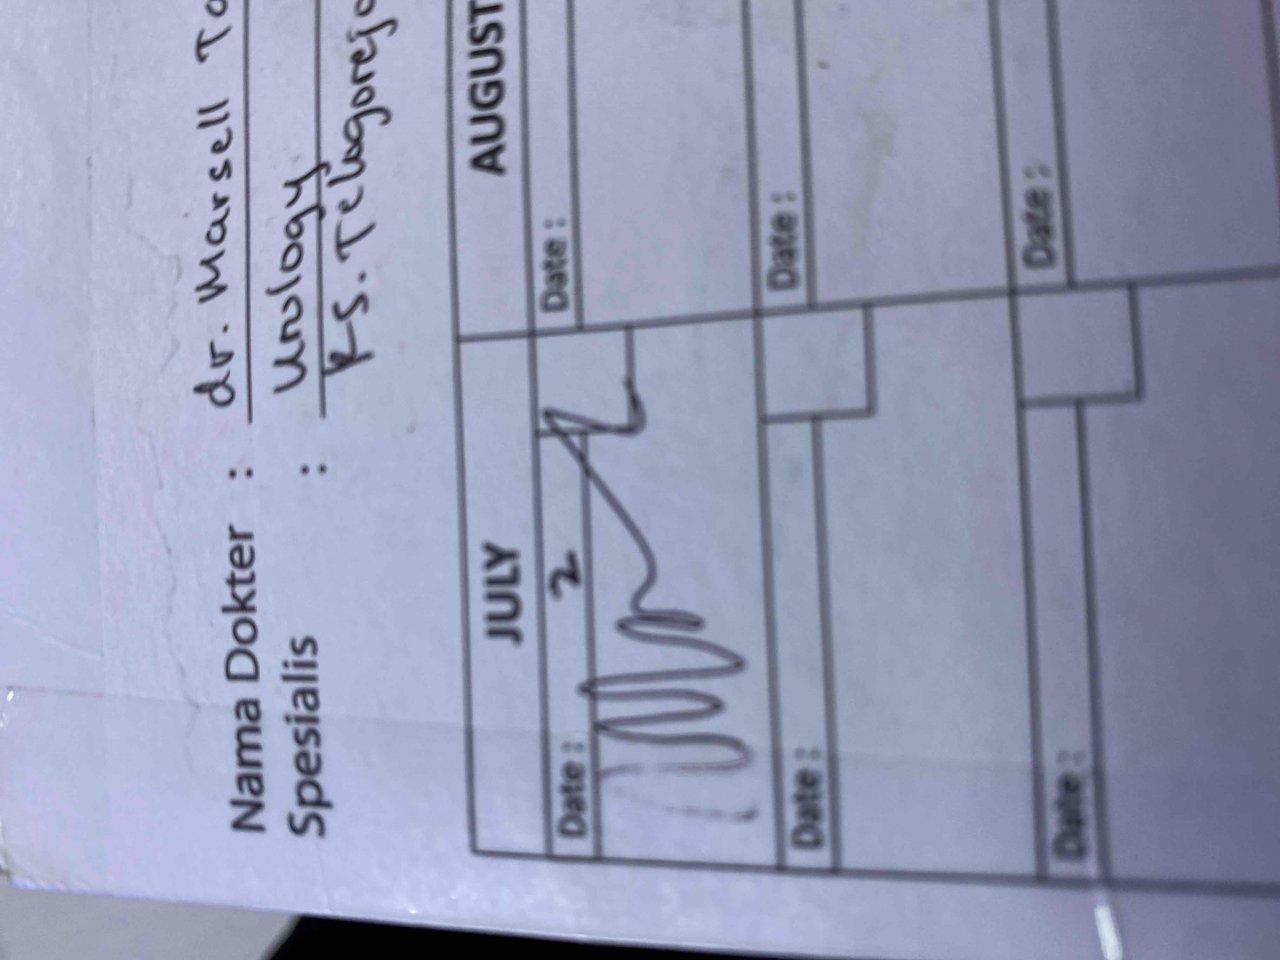 Nama Dokter : dr. Marsell
Spesialis : Urology
RS. Telogorejo
JULY AUGUST
Date : 2 Date :
Date : Date :
Date : Date :